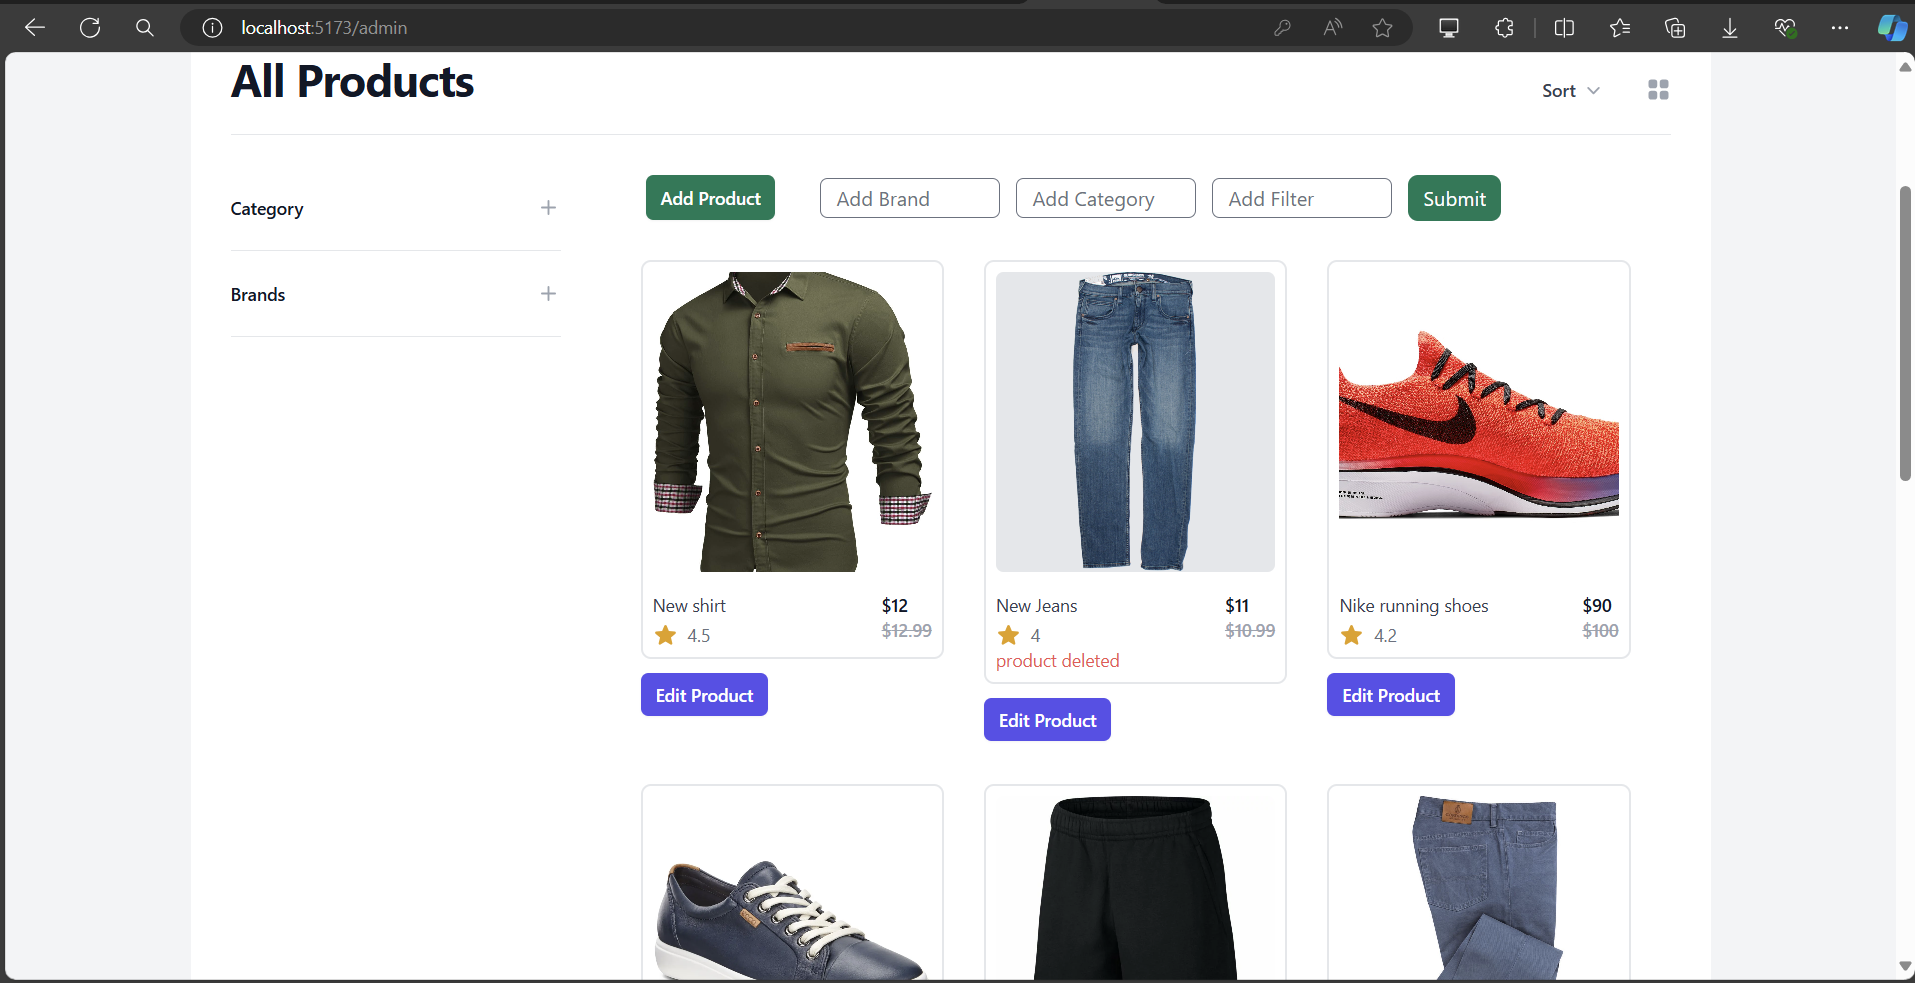 localhost:5173/admin
All Products
Sort
Category
Brands
Add Product
Add Brand
Add Category
Add Filter
Submit
New shirt
$12
4.5
$12.99
New Jeans
$11
4
$10.99
product deleted
Nike running shoes
$90
4.2
$100
Edit Product
Edit Product
Edit Product